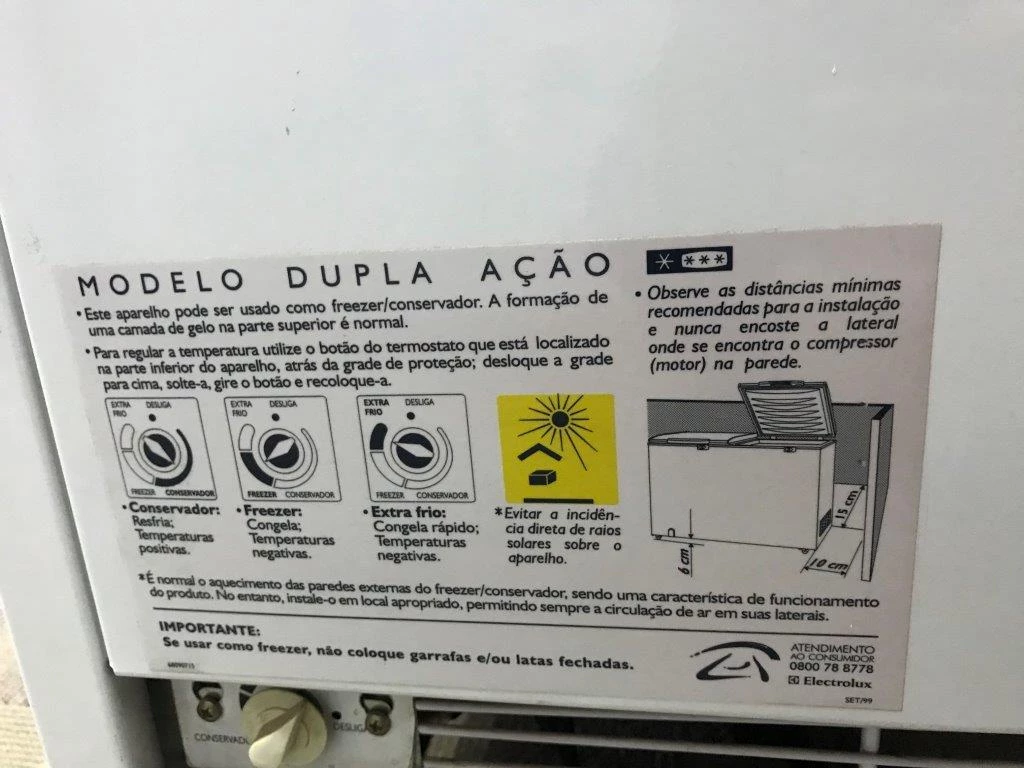 MODELO DUPLA AÇÃO
• Este aparelho pode ser usado como freezer/conservador. A formação de
uma camada de gelo na parte superior é normal.
• Para regular a temperatura utilize o botão do termostato que está localizado
na parte inferior do aparelho, atrás da grade de proteção; desloque a grade
para cima, solte-a, gire o botão e recoloque-a.
EXTRA FRIO DESLIGA
FREEZER CONSERVADOR
• Conservador:
Resfria;
Temperaturas
positivas.
EXTRA FRIO DESLIGA
FREEZER CONSERVADOR
• Freezer:
Congela;
Temperaturas
negativas.
EXTRA FRIO DESLIGA
FREEZER CONSERVADOR
• Extra frio:
Congela rápido;
Temperaturas
negativas.
* Evitar a incidên-
cia direta de raios
solares sobre o
aparelho.
• Observe as distâncias mínimas
recomendadas para a instalação
e nunca encoste a lateral
onde se encontra o compressor
(motor) na parede.
15 cm
10 cm
6 cm
* É normal o aquecimento das paredes externas do freezer/conservador, sendo uma característica de funcionamento
do produto. No entanto, instale-o em local apropriado, permitindo sempre a circulação de ar em suas laterais.
IMPORTANTE:
Se usar como freezer, não coloque garrafas e/ou latas fechadas.
ATENDIMENTO
AO CONSUMIDOR
0800 78 8778
Electrolux
SET/99
CONSERVAD
DESLIGA